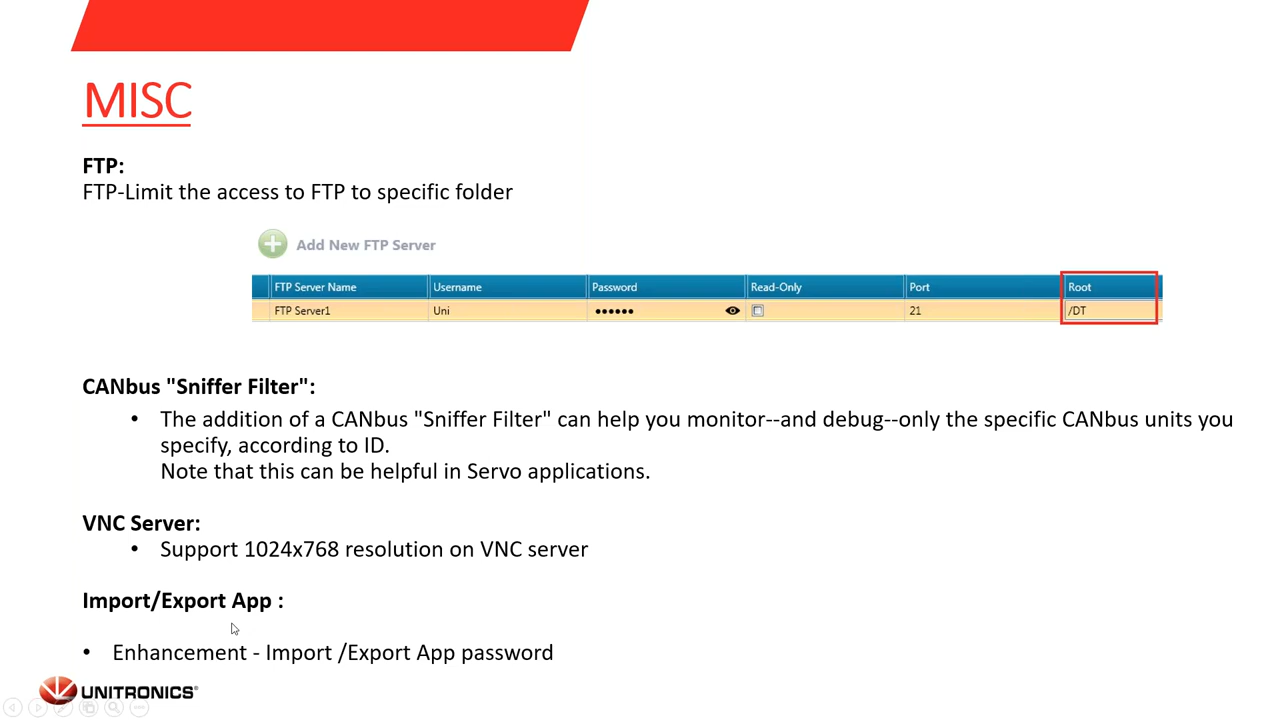 MISC
FTP:
FTP-Limit the access to FTP to specific folder
Add New FTP Server
FTP Server Name Username Password Read-Only Port Root
FTP Server1 Uni •••••• 21 /DT
CANbus "Sniffer Filter":
• The addition of a CANbus "Sniffer Filter" can help you monitor--and debug--only the specific CANbus units you
specify, according to ID.
Note that this can be helpful in Servo applications.
VNC Server:
• Support 1024x768 resolution on VNC server
Import/Export App :
• Enhancement - Import /Export App password
UNITRONICS®